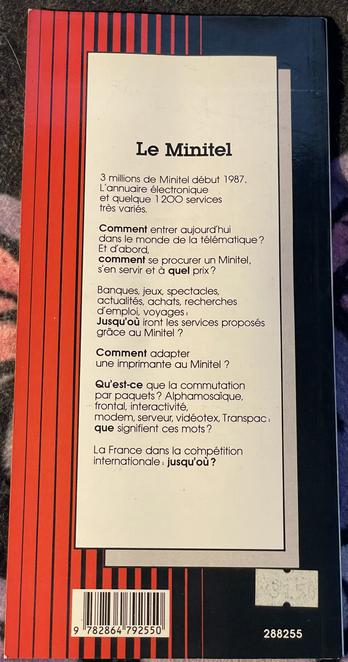 Le Minitel
3 millions de Minitel début 1987.
L'annuaire électronique
et quelque 1200 services
très variés.
Comment entrer aujourd'hui
dans le monde de la télématique ?
Et d'abord,
comment se procurer un Minitel,
s'en servir et à quel prix ?
Banques, jeux, spectacles,
actualités, achats, recherches
d'emploi, voyages :
Jusqu'où iront les services proposés
grâce au Minitel ?
Comment adapter
une imprimante au Minitel ?
Qu'est-ce que la commutation
par paquets ? Alphamosaïque,
frontal, interactivité,
modem, serveur, vidéotex, Transpac :
que signifient ces mots ?
La France dans la compétition
internationale : jusqu'où ?
9 782864 792550
288255